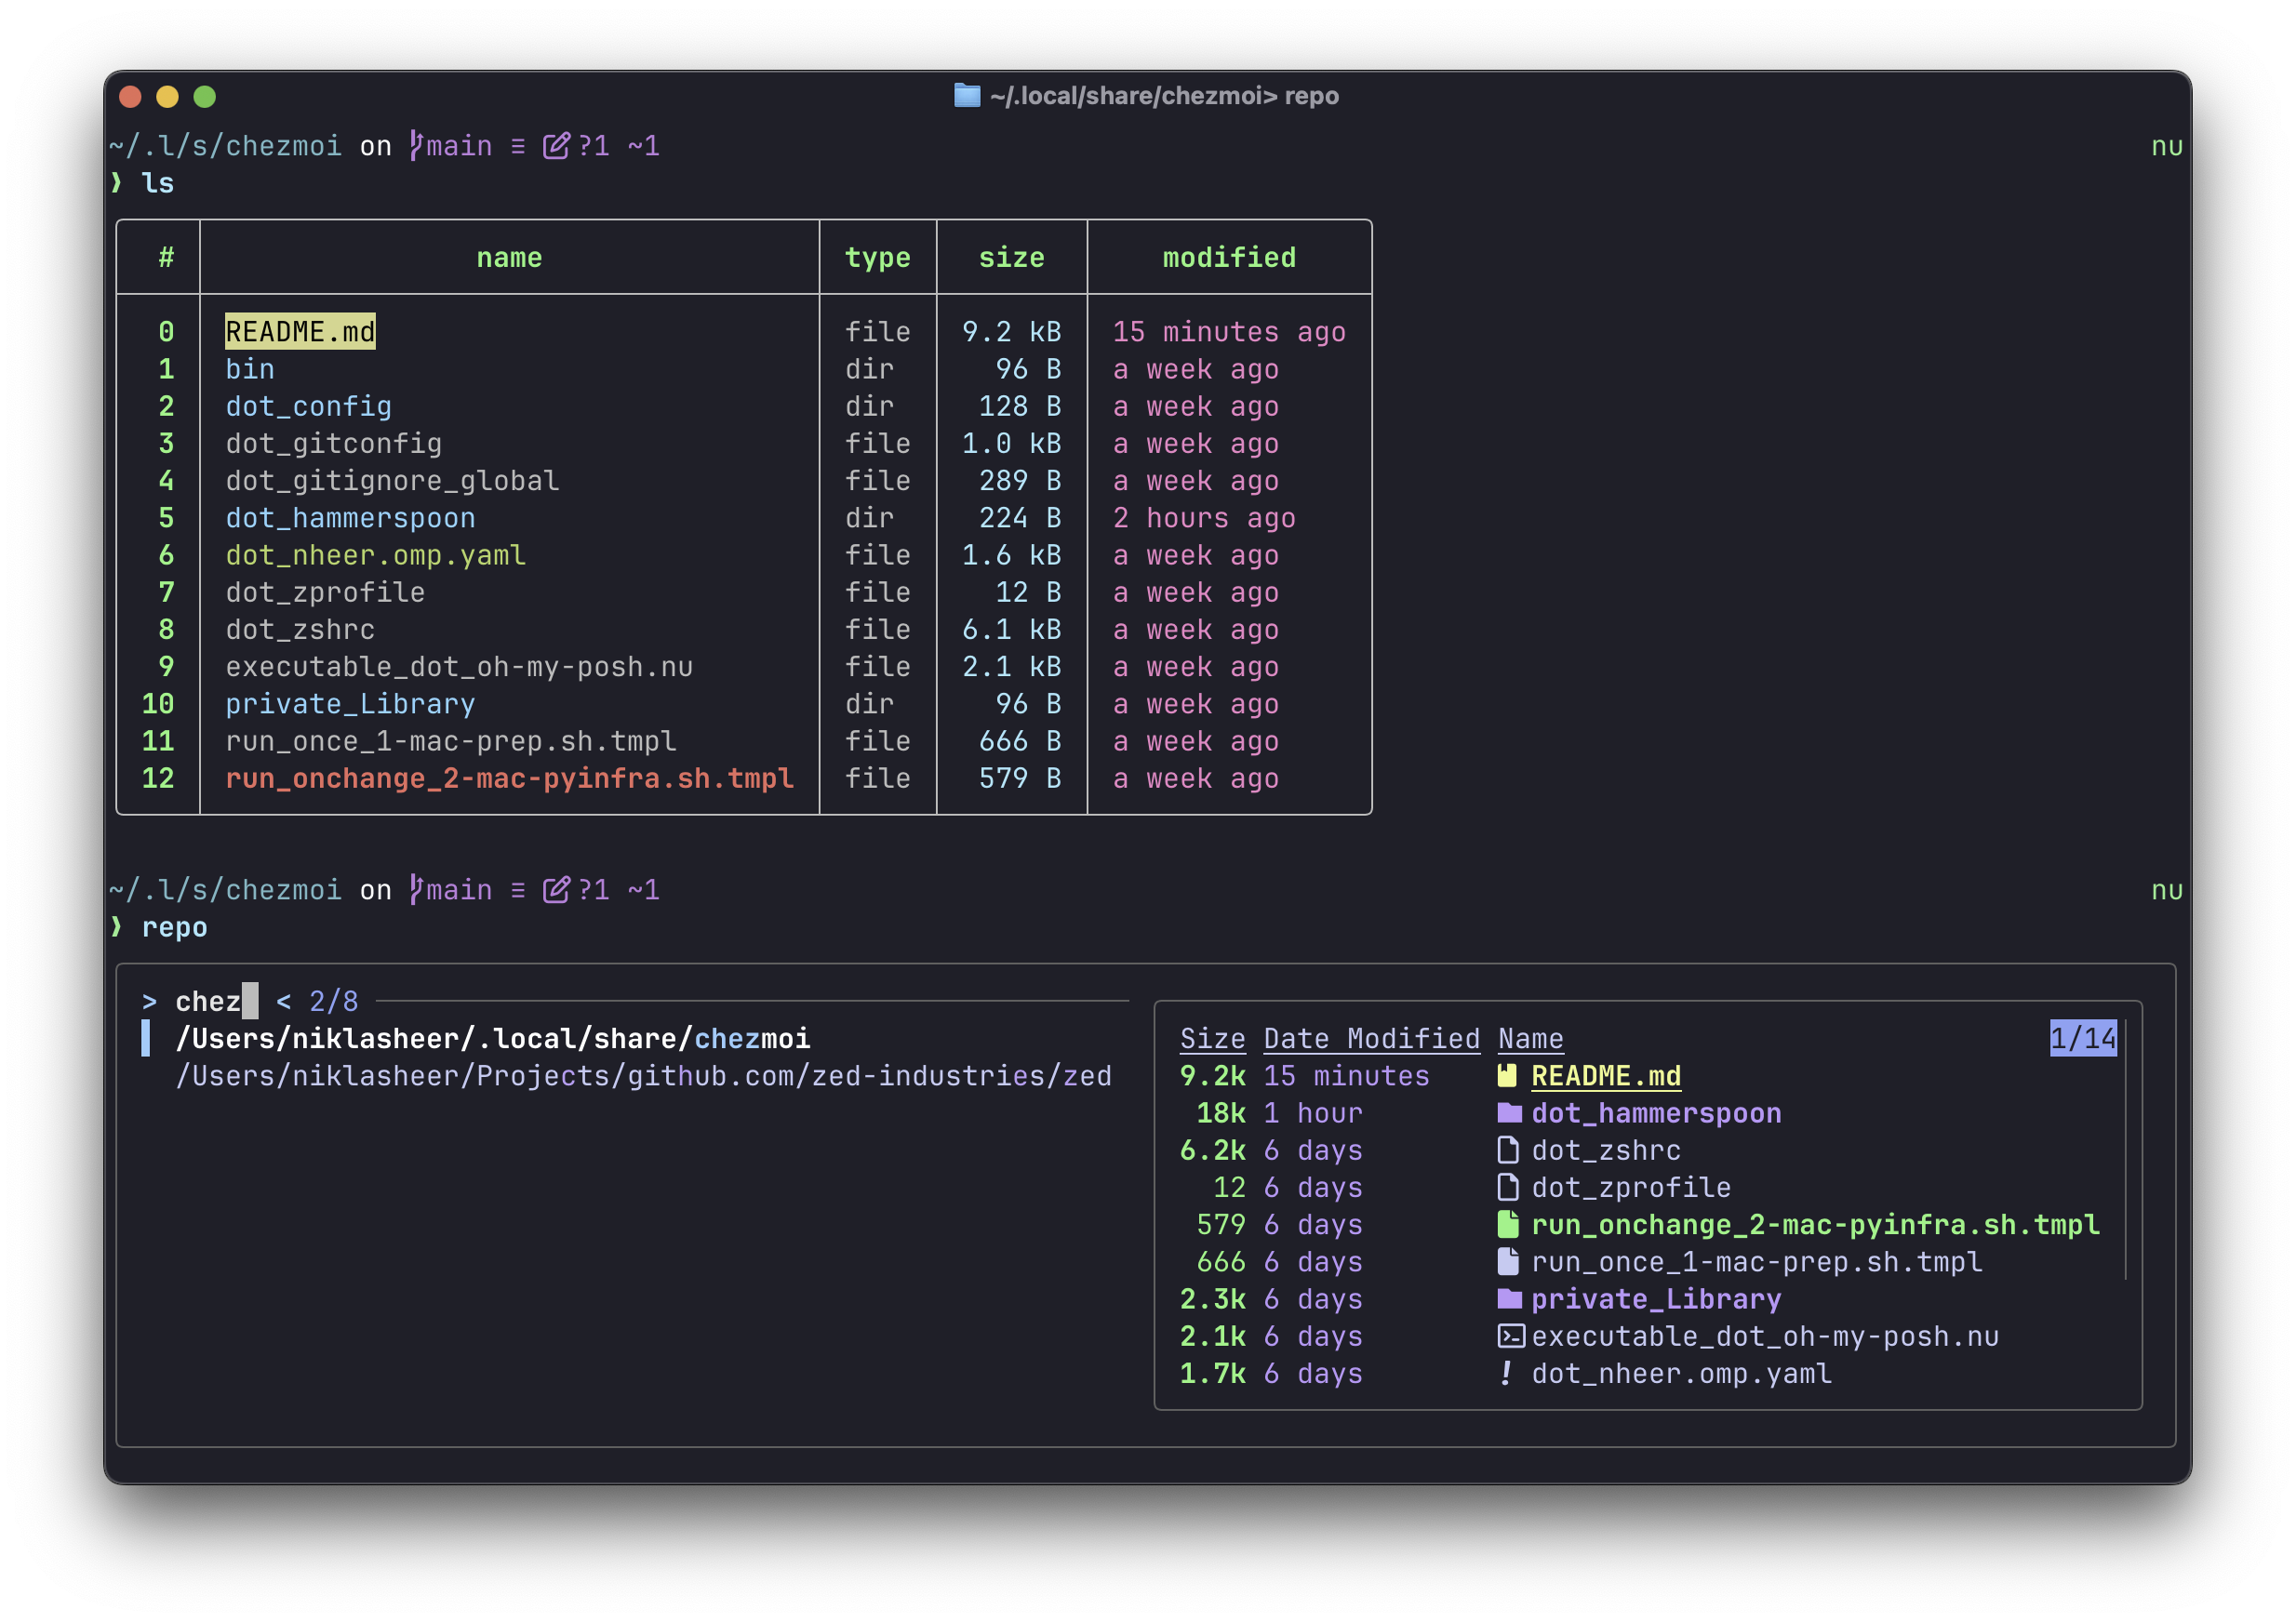 ~/.local/share/chezmoi> repo
~/.l/s/chezmoi on main ≡ ?1 ~1 nu
❯ ls
# name type size modified
0 README.md file 9.2 kB 15 minutes ago
1 bin dir 96 B a week ago
2 dot_config dir 128 B a week ago
3 dot_gitconfig file 1.0 kB a week ago
4 dot_gitignore_global file 289 B a week ago
5 dot_hammerspoon dir 224 B 2 hours ago
6 dot_nheer.omp.yaml file 1.6 kB a week ago
7 dot_zprofile file 12 B a week ago
8 dot_zshrc file 6.1 kB a week ago
9 executable_dot_oh-my-posh.nu file 2.1 kB a week ago
10 private_Library dir 96 B a week ago
11 run_once_1-mac-prep.sh.tmpl file 666 B a week ago
12 run_onchange_2-mac-pyinfra.sh.tmpl file 579 B a week ago
~/.l/s/chezmoi on main ≡ ?1 ~1 nu
❯ repo
> chez < 2/8
/Users/niklasheer/.local/share/chezmoi
/Users/niklasheer/Projects/github.com/zed-industries/zed
Size Date Modified Name 1/14
9.2k 15 minutes README.md
18k 1 hour dot_hammerspoon
6.2k 6 days dot_zshrc
12 6 days dot_zprofile
579 6 days run_onchange_2-mac-pyinfra.sh.tmpl
666 6 days run_once_1-mac-prep.sh.tmpl
2.3k 6 days private_Library
2.1k 6 days executable_dot_oh-my-posh.nu
1.7k 6 days dot_nheer.omp.yaml